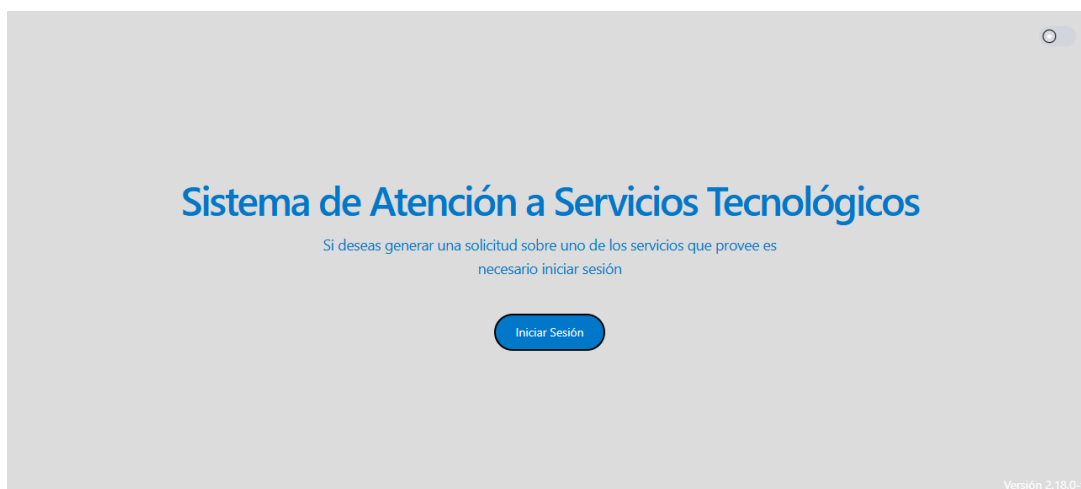 Sistema de Atención a Servicios Tecnológicos
Si deseas generar una solicitud sobre uno de los servicios que provee es
necesario iniciar sesión
Iniciar Sesión
Versión 2.18.0-